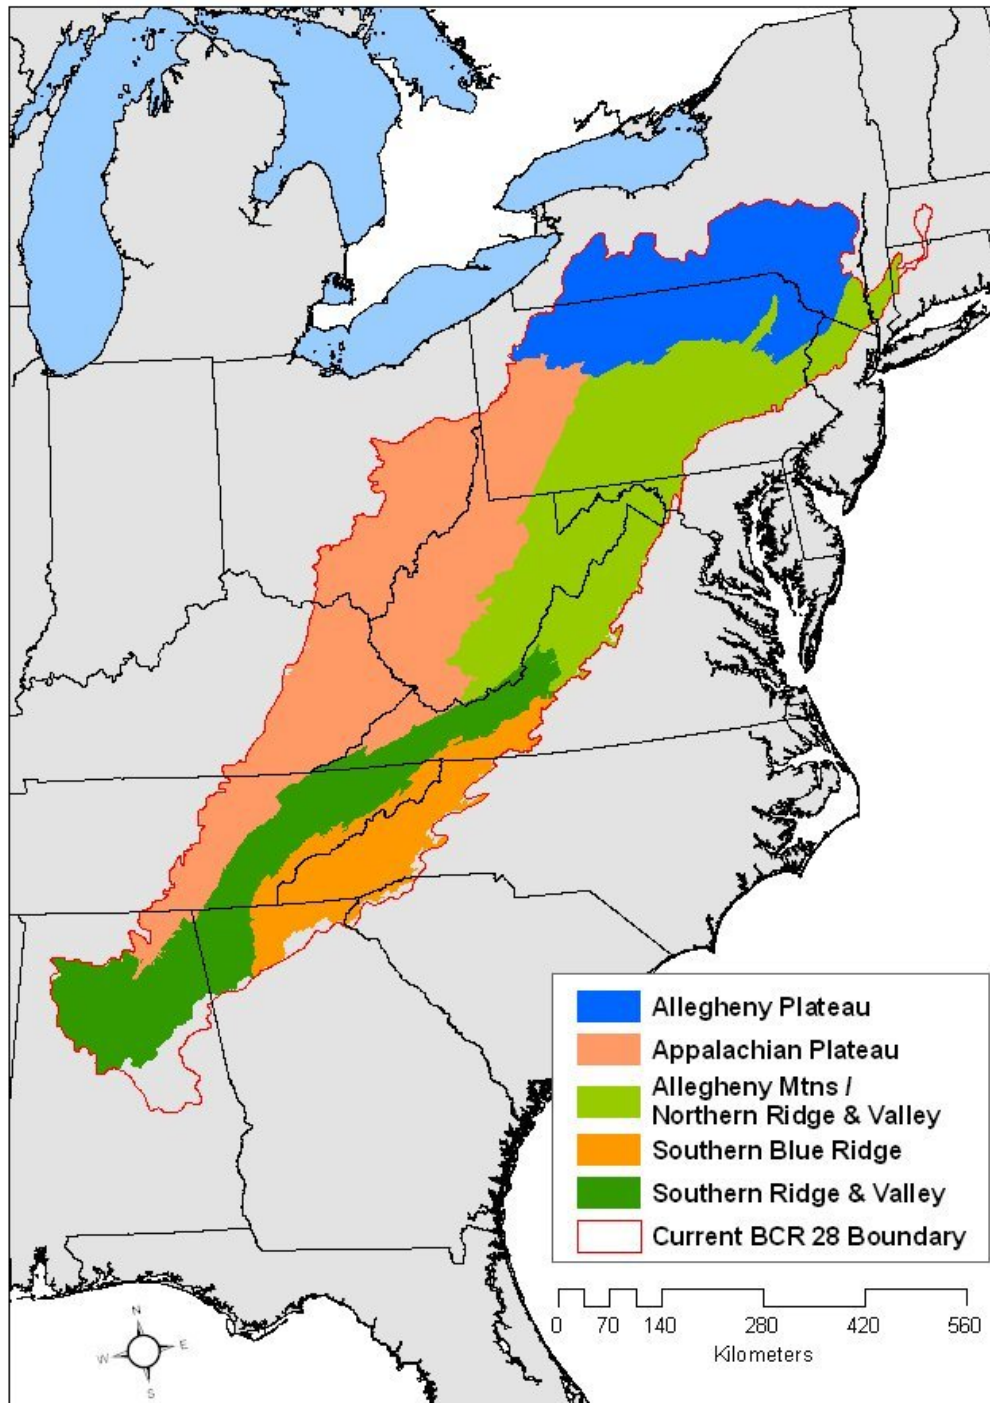 Allegheny Plateau
Appalachian Plateau
Allegheny Mtns /
Northern Ridge & Valley
Southern Blue Ridge
Southern Ridge & Valley
Current BCR 28 Boundary
0 70 140 280 420 560
Kilometers
N
W E
S